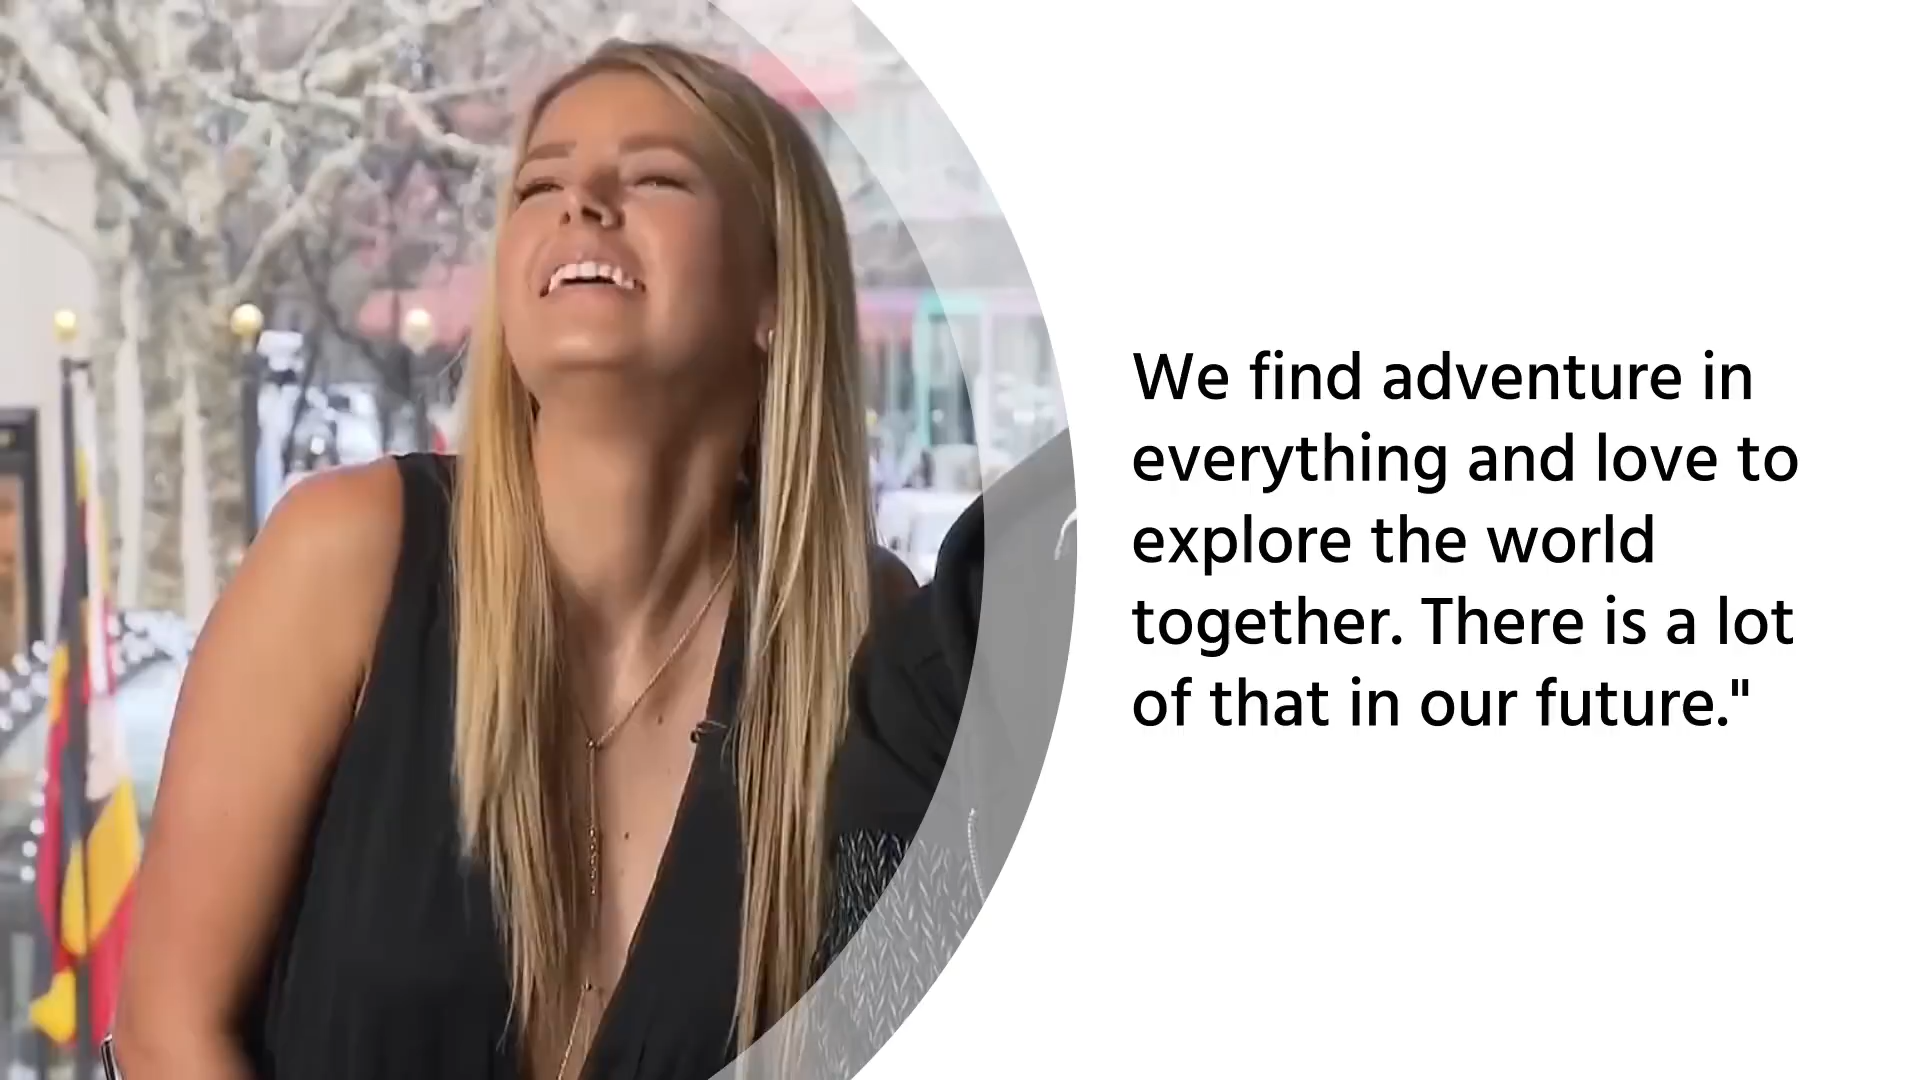 We find adventure in
everything and love to
explore the world
together. There is a lot
of that in our future."